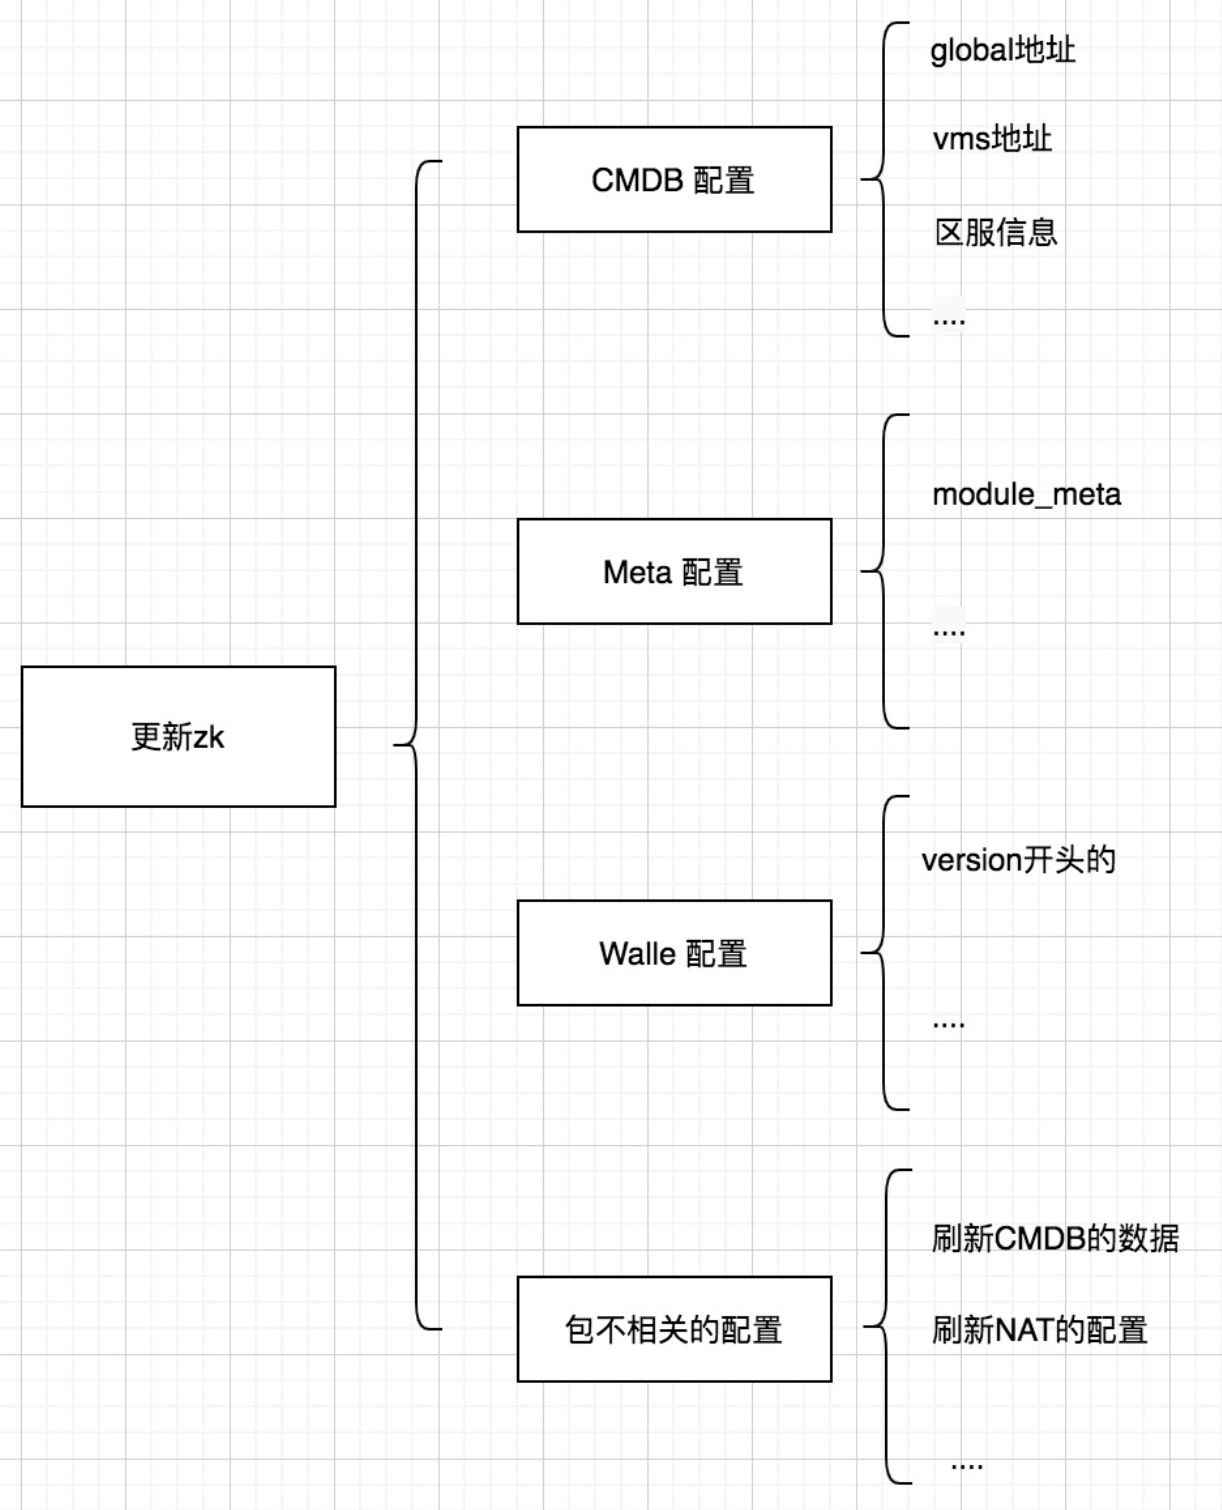 global地址
vms地址
CMDB 配置
区服信息
....
module_meta
Meta 配置
....
更新zk
version开头的
Walle 配置
....
刷新CMDB的数据
包不相关的配置
刷新NAT的配置
....